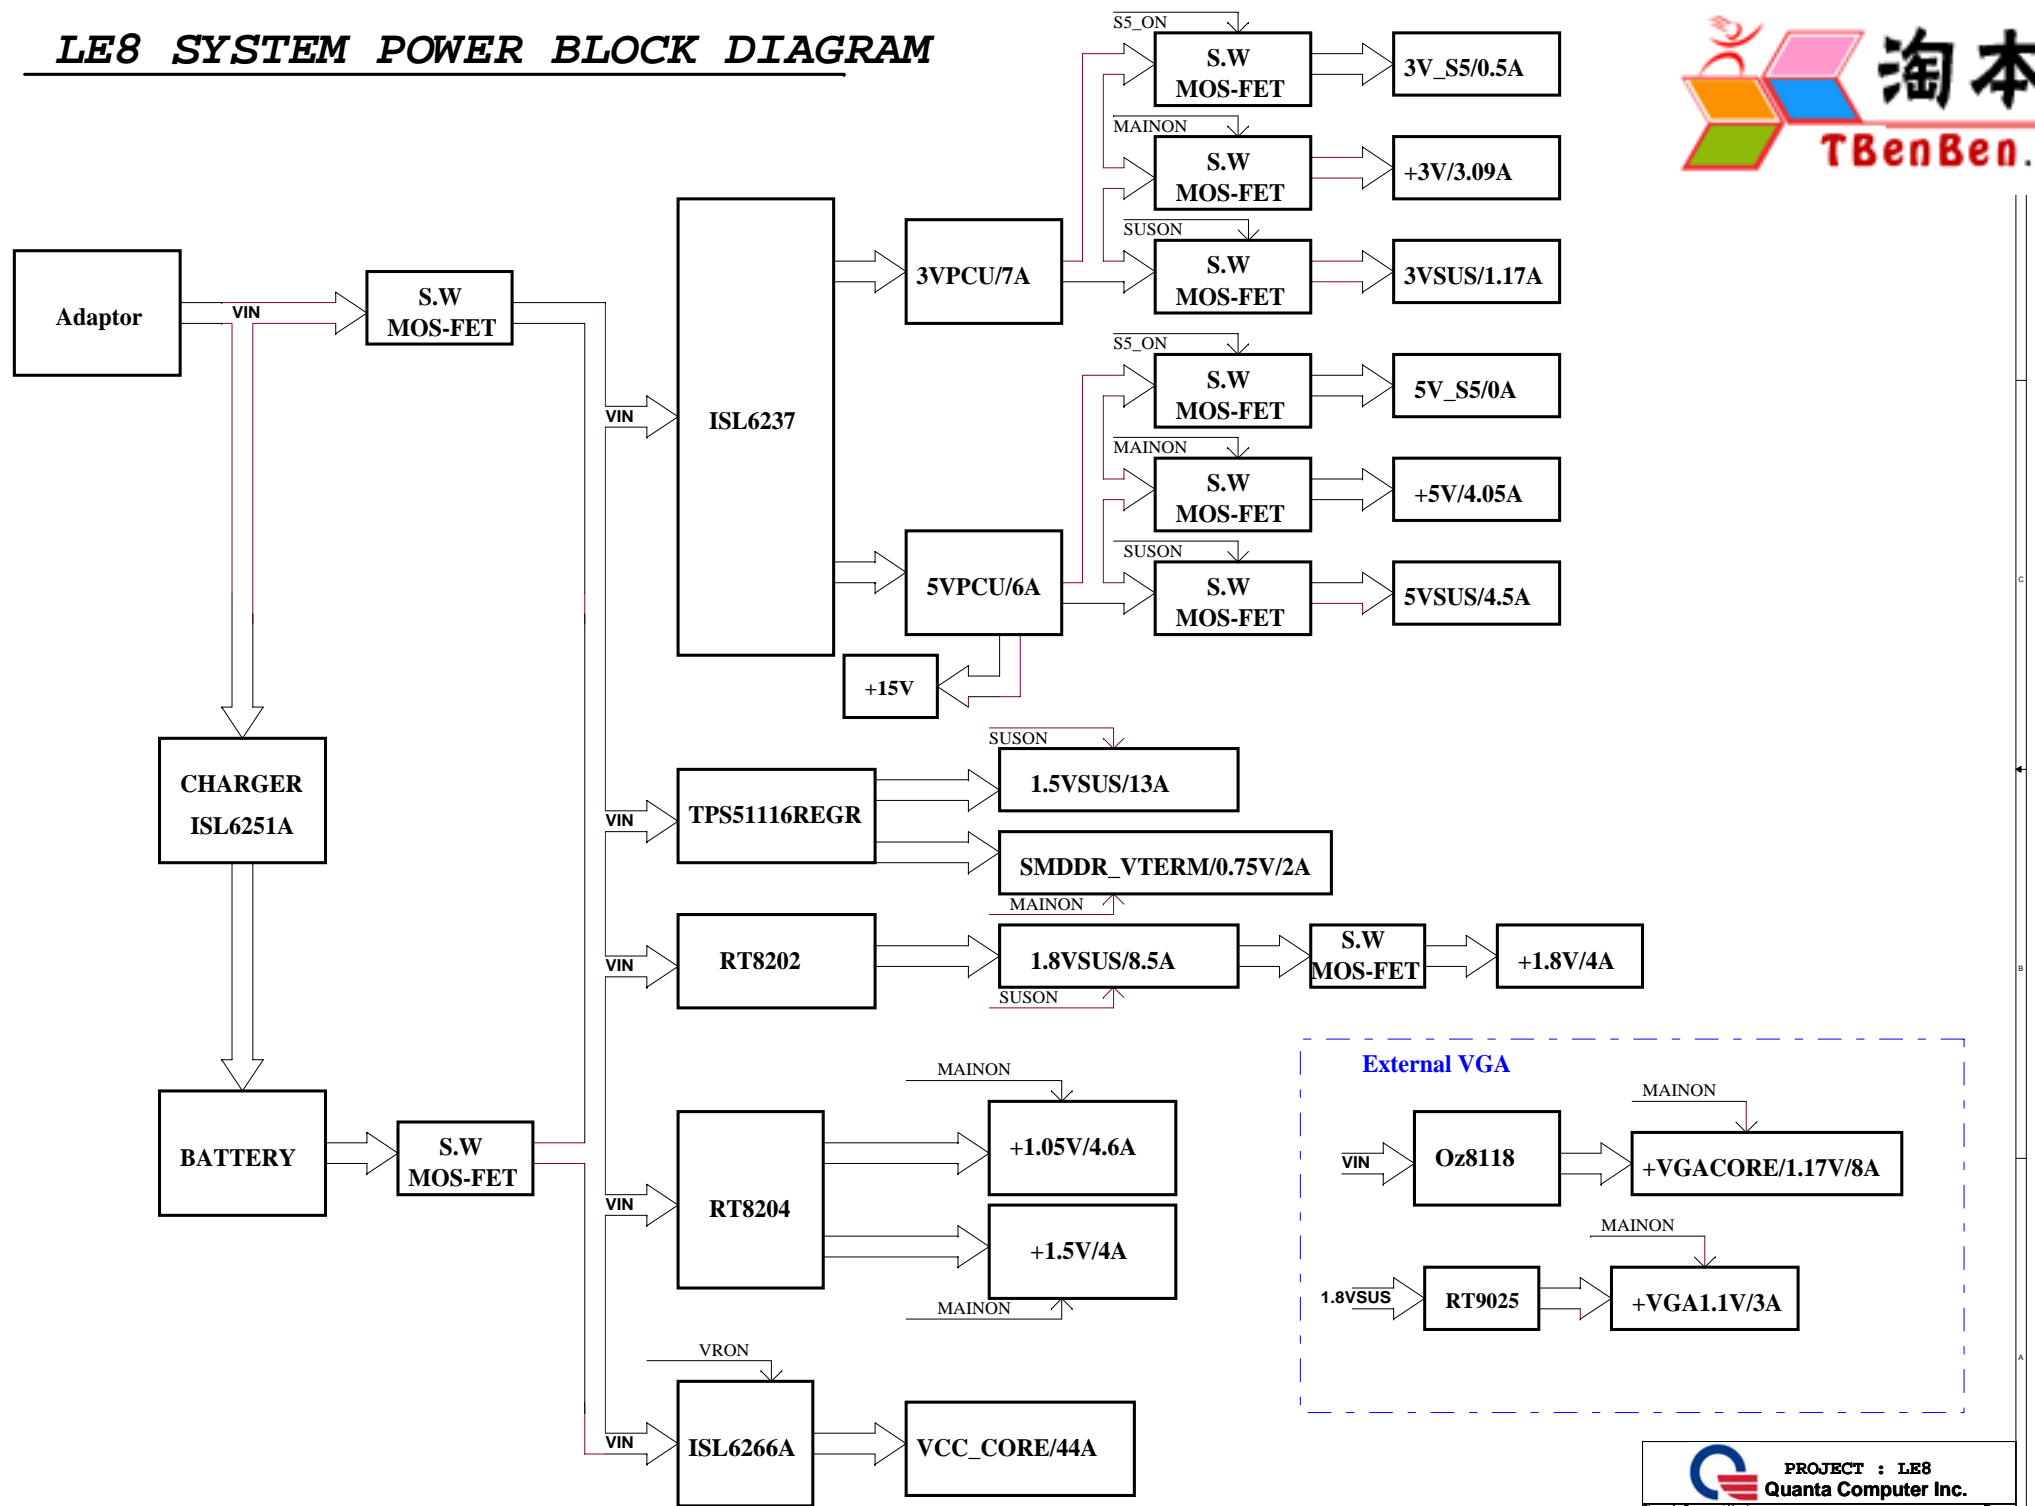 LE8 SYSTEM POWER BLOCK DIAGRAM
淘本
TBenBen.
S5_ON
S.W
MOS-FET
3V_S5/0.5A
MAINON
S.W
MOS-FET
+3V/3.09A
SUSON
S.W
MOS-FET
3VSUS/1.17A
Adaptor
VIN
S.W
MOS-FET
VIN
ISL6237
3VPCU/7A
S5_ON
S.W
MOS-FET
5V_S5/0A
MAINON
S.W
MOS-FET
+5V/4.05A
SUSON
S.W
MOS-FET
5VSUS/4.5A
5VPCU/6A
+15V
CHARGER
ISL6251A
VIN
TPS51116REGR
SUSON
1.5VSUS/13A
SMDDR_VTERM/0.75V/2A
MAINON
VIN
RT8202
1.8VSUS/8.5A
SUSON
S.W
MOS-FET
+1.8V/4A
BATTERY
S.W
MOS-FET
VIN
RT8204
MAINON
+1.05V/4.6A
+1.5V/4A
MAINON
VRON
VIN
ISL6266A
VCC_CORE/44A
External VGA
VIN
Oz8118
MAINON
+VGACORE/1.17V/8A
1.8VSUS
RT9025
MAINON
+VGA1.1V/3A
C
B
A
PROJECT : LE8
Quanta Computer Inc.